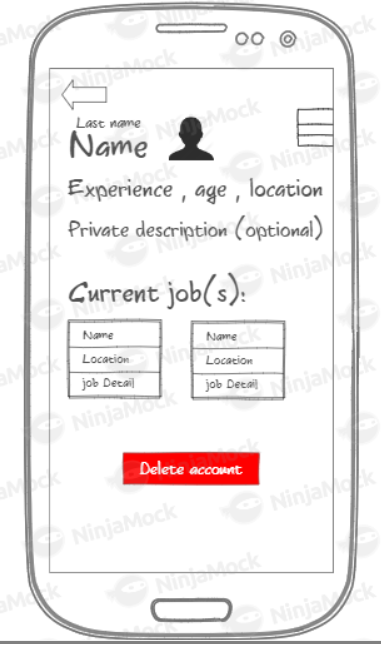 Last name
Name
Experience , age , location
Private description (optional)
Current job(s):
Name
Location
job Detail
Name
Location
job Detail
Delete account
NinjaMock